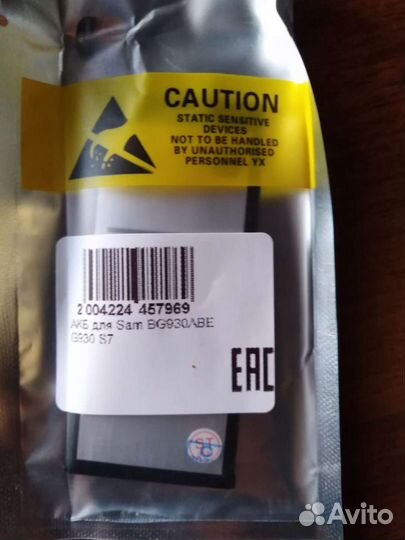 CAUTION
STATIC SENSITIVE
DEVICES
NOT TO BE HANDLED
BY UNAUTHORISED
PERSONNEL YX
2 004224 457969
АКБ для Sam BG930ABE
G930 S7
EAC
Avito